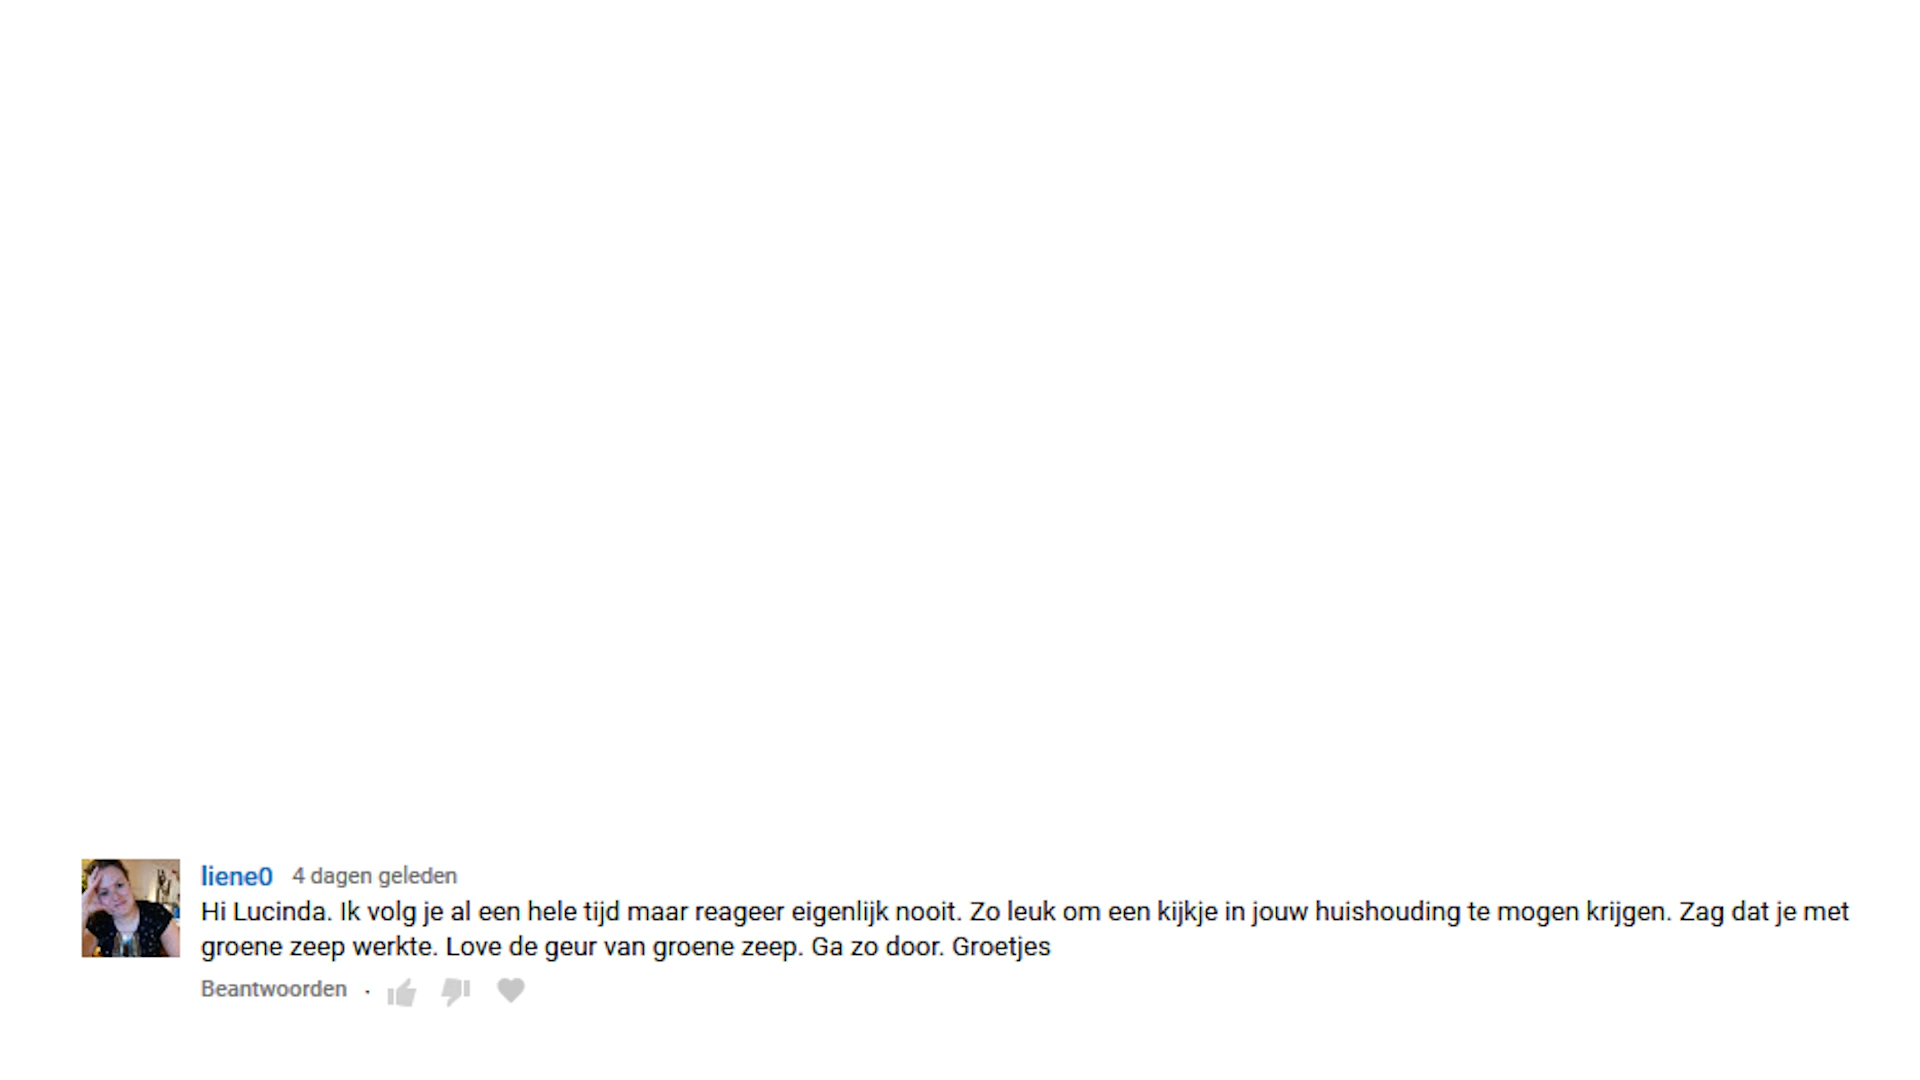 liene0 4 dagen geleden
Hi Lucinda. Ik volg je al een hele tijd maar reageer eigenlijk nooit. Zo leuk om een kijkje in jouw huishouding te mogen krijgen. Zag dat je met
groene zeep werkte. Love de geur van groene zeep. Ga zo door. Groetjes
Beantwoorden ·